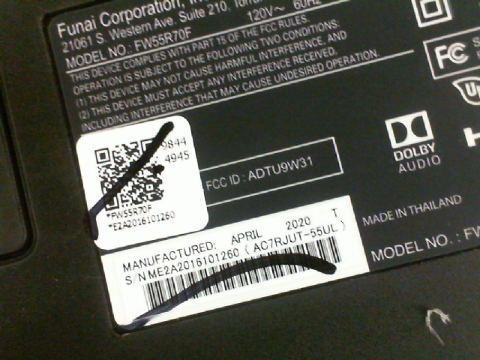 Funai Corporation, In
21061 S. Western Ave. Suite 210,
MODEL NO : FW55R70F 120V~ 60Hz
THIS DEVICE COMPLIES WITH PART 15 OF THE FCC RULES.
OPERATION IS SUBJECT TO THE FOLLOWING TWO CONDITIONS:
(1) THIS DEVICE MAY NOT CAUSE HARMFUL INTERFERENCE, AND
(2) THIS DEVICE MUST ACCEPT ANY INTERFERENCE RECEIVED,
INCLUDING INTERFERENCE THAT MAY CAUSE UNDESIRED OPERATION.
FC
9844
4945
*FW55R70F
*E2A2016101260
FCC ID : ADTU9W31
DOLBY
AUDIO
MANUFACTURED: APRIL 2020 T
S/N ME2A2016101260 (AC7RJUT-55UL)
MADE IN THAILAND
MODEL NO. : FW